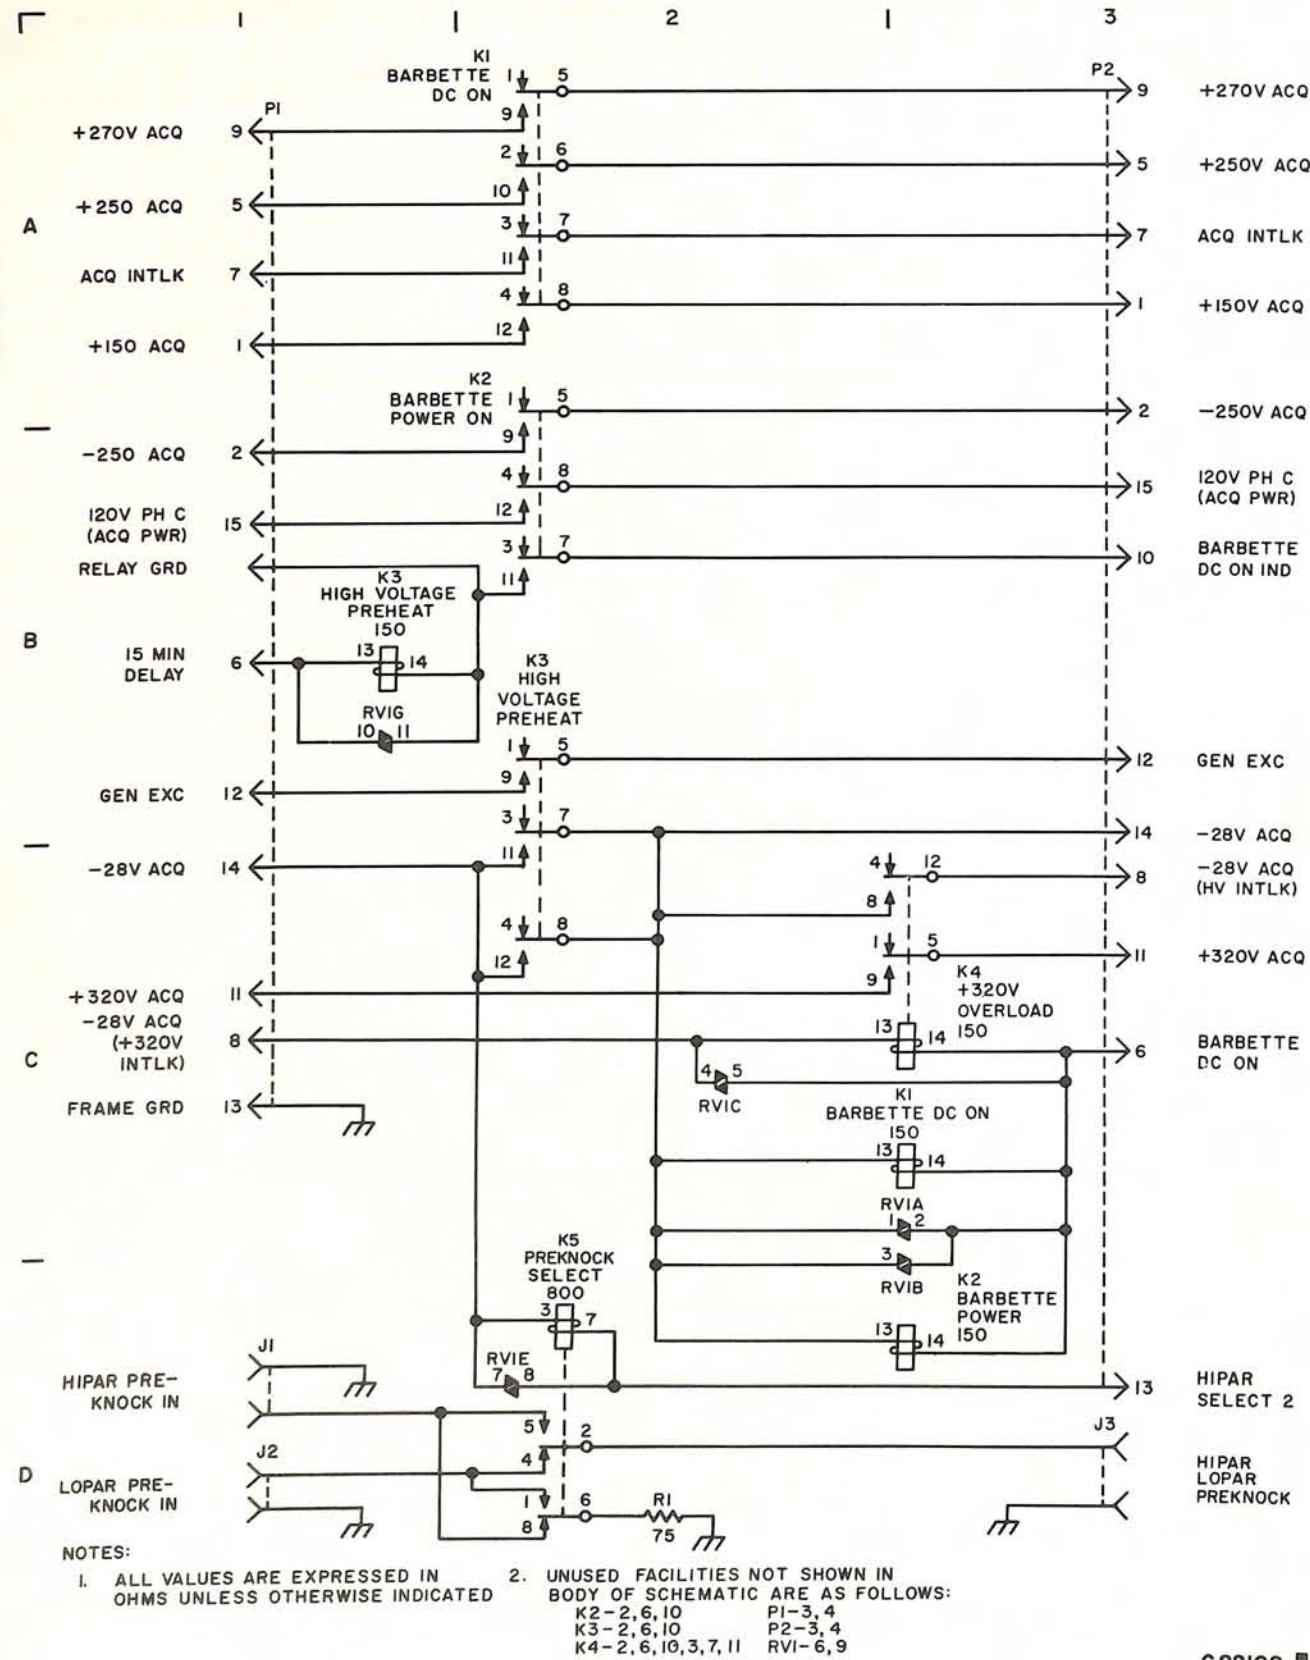 1 2 3
K1
BARBETTE
DC ON
1 5
P2
9 +270V ACQ
P1
+270V ACQ 9
9
2 6
5 +250V ACQ
A
+250 ACQ 5
10
3 7
7 ACQ INTLK
ACQ INTLK 7
11
4 8
1 +150V ACQ
+150 ACQ 1
12
K2
BARBETTE
POWER ON
1 5
2 -250V ACQ
-250 ACQ 2
9
4 8
15 120V PH C
(ACQ PWR)
120V PH C
(ACQ PWR)
15
12
3 7
10 BARBETTE
DC ON IND
RELAY GRD
11
K3
HIGH VOLTAGE
PREHEAT
150
13 14
B
15 MIN
DELAY
6
RV1G
10 11
K3
HIGH
VOLTAGE
PREHEAT
1 5
12 GEN EXC
GEN EXC 12
9
3 7
14 -28V ACQ
-28V ACQ 14
11
4 12
8 -28V ACQ
(HV INTLK)
8
4 8
12
1 5
11 +320V ACQ
+320V ACQ 11
9
K4
+320V
OVERLOAD
150
13 14
-28V ACQ
(+320V
INTLK)
8
C
6 BARBETTE
DC ON
4 5
RV1C
FRAME GRD 13
K1
BARBETTE DC ON
150
13 14
RV1A
1 2
3
RV1B
K2
BARBETTE
POWER
150
13 14
K5
PREKNOCK
SELECT
800
3 7
RV1E
7 8
13 HIPAR
SELECT 2
J1
HIPAR PRE-
KNOCK IN
5 2
4
J3
HIPAR
LOPAR
PREKNOCK
D
J2
LOPAR PRE-
KNOCK IN
1 6
8
R1
75
NOTES:
1. ALL VALUES ARE EXPRESSED IN
OHMS UNLESS OTHERWISE INDICATED
2. UNUSED FACILITIES NOT SHOWN IN
BODY OF SCHEMATIC ARE AS FOLLOWS:
K2-2,6,10 P1-3,4
K3-2,6,10 P2-3,4
K4-2,6,10,3,7,11 RV1-6,9